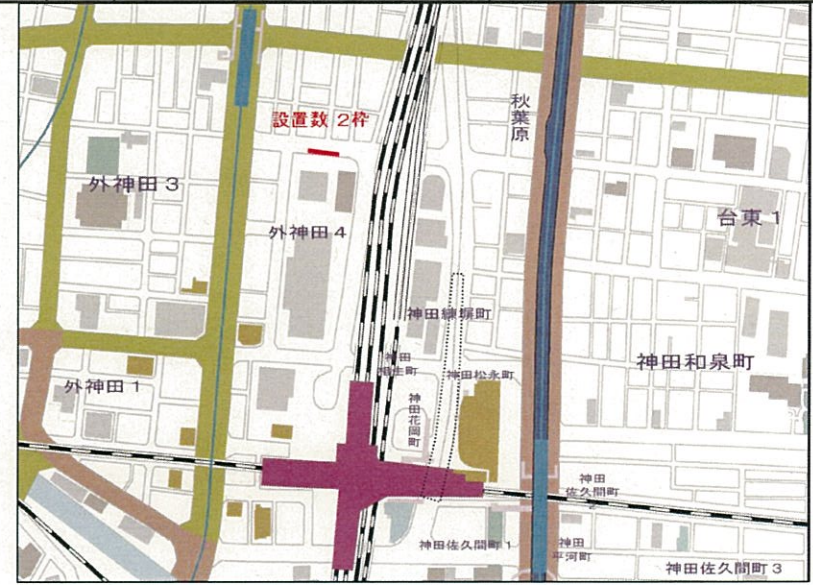 設置数 2枠
秋葉原
外神田 3
台東 1
外神田 4
神田練塀町
神田
相生町
神田和泉町
外神田 1
神田松永町
神田花岡町
神田
佐久間町
2
神田佐久間町 1
神田
平河町
神田佐久間町 3